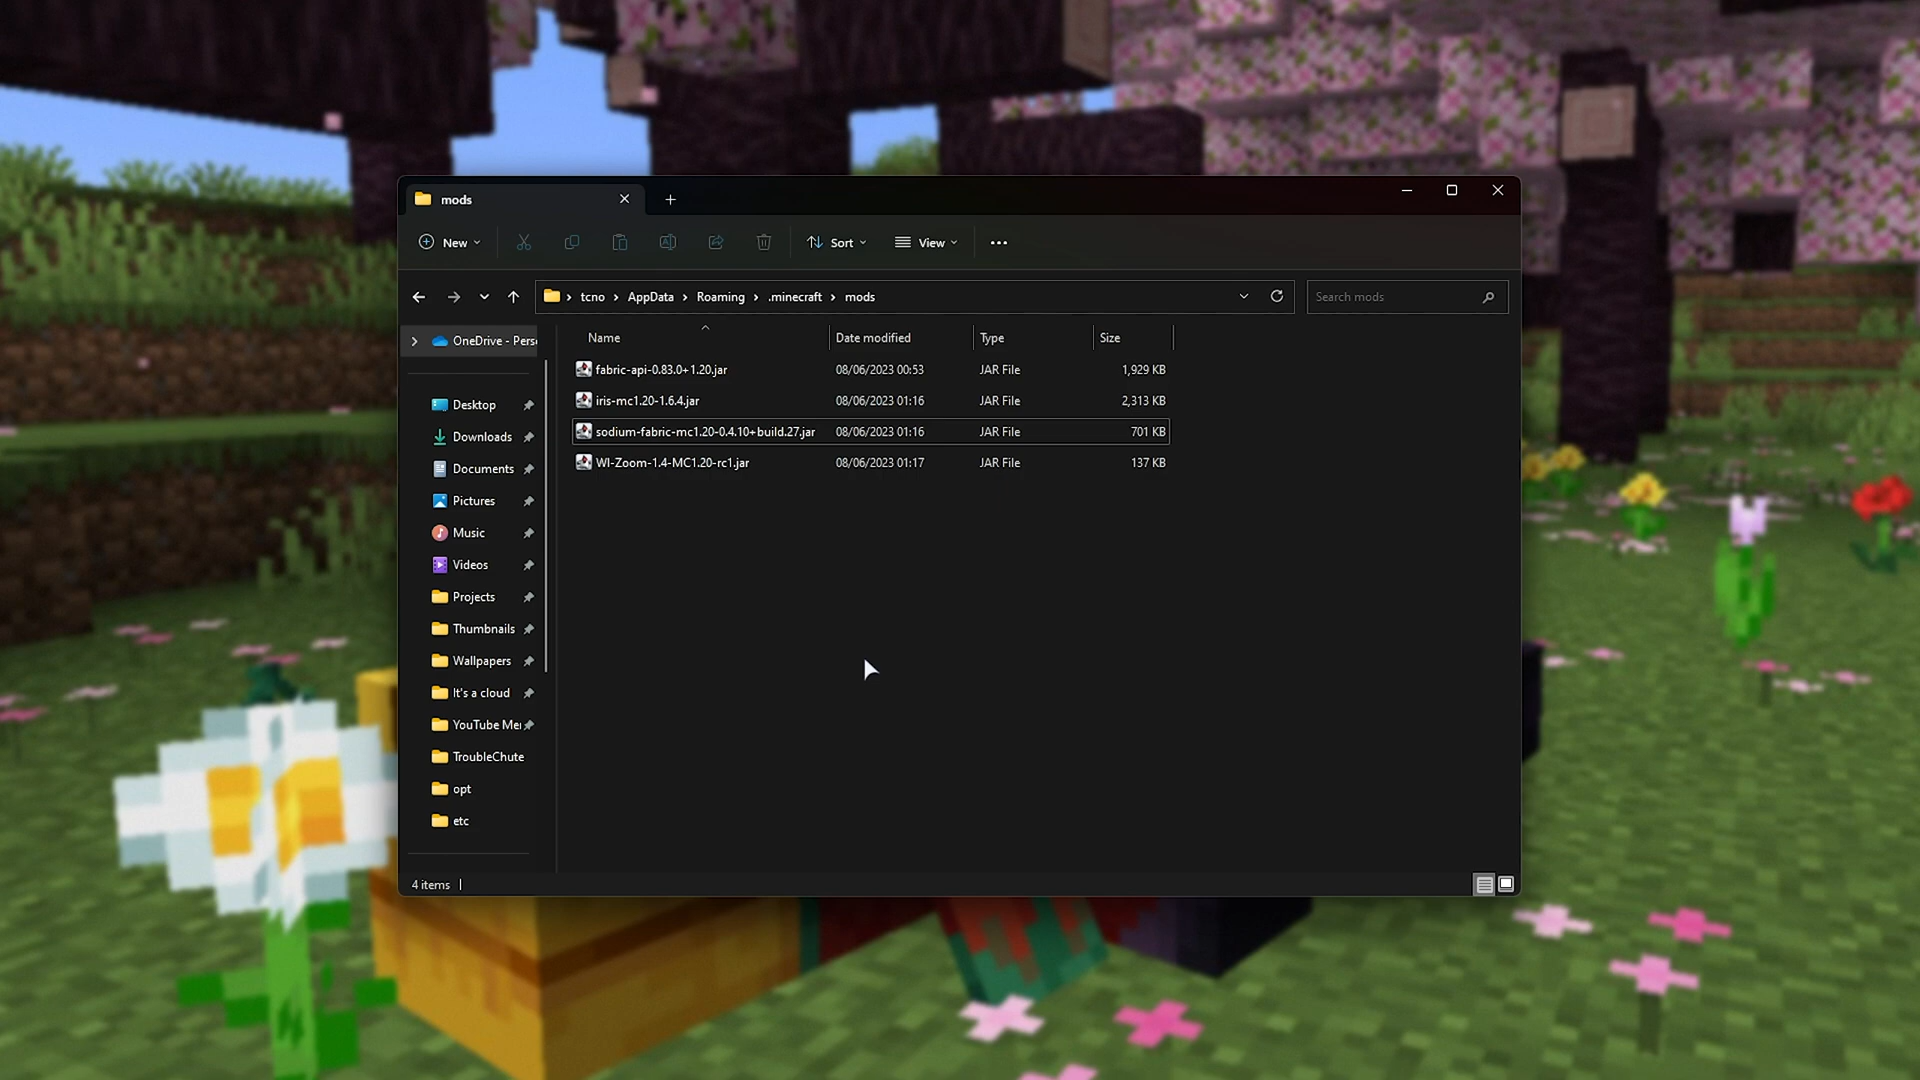 mods
New
Sort
View
tcno > AppData > Roaming > .minecraft > mods
Search mods
OneDrive - Pers
Name
Date modified
Type
Size
fabric-api-0.83.0+1.20.jar 08/06/2023 00:53 JAR File 1,929 KB
iris-mc1.20-1.6.4.jar 08/06/2023 01:16 JAR File 2,313 KB
sodium-fabric-mc1.20-0.4.10+build.27.jar 08/06/2023 01:16 JAR File 701 KB
WI-Zoom-1.4-MC1.20-rc1.jar 08/06/2023 01:17 JAR File 137 KB
Desktop
Downloads
Documents
Pictures
Music
Videos
Projects
Thumbnails
Wallpapers
It's a cloud
YouTube Me
TroubleChute
opt
etc
4 items